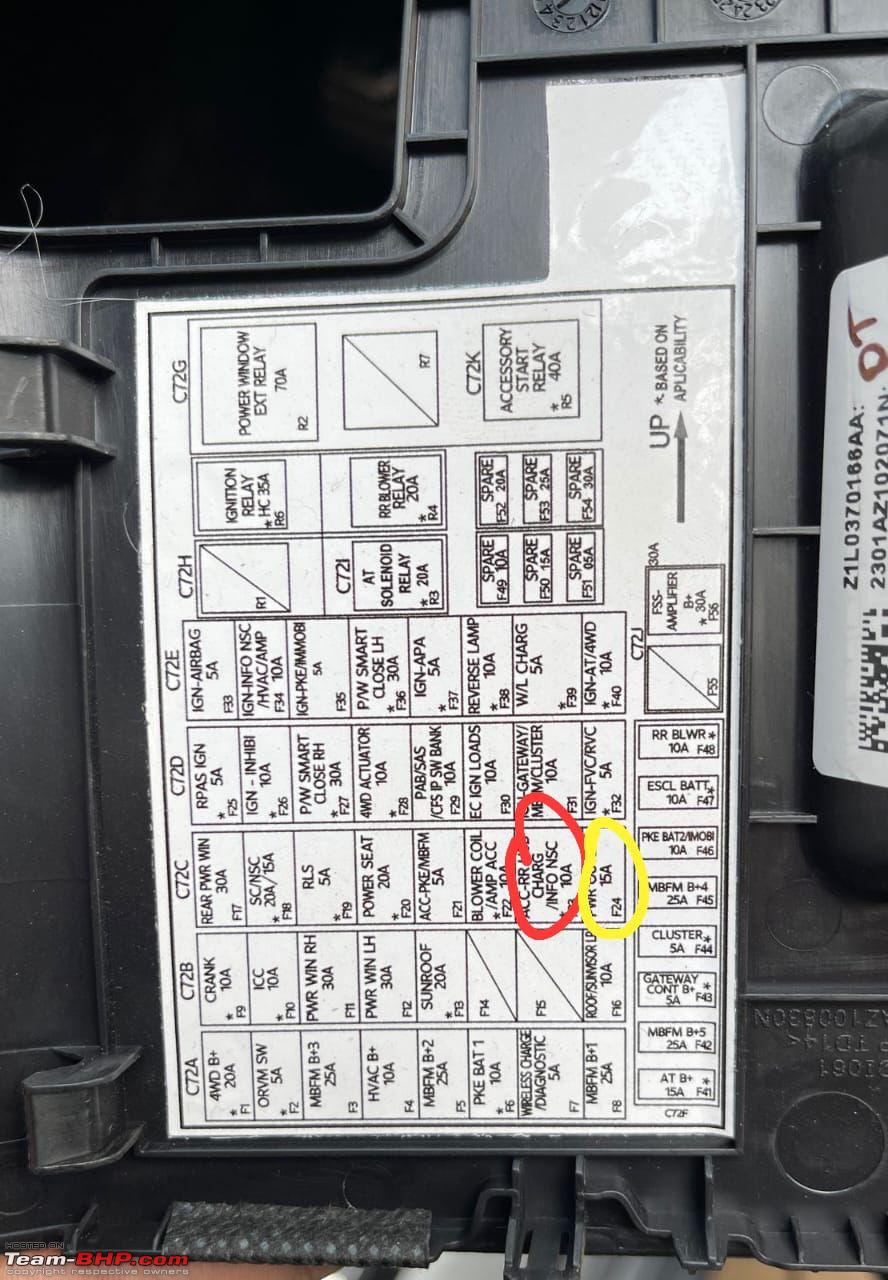 C72G
POWER WINDOW
EXT RELAY
70A
R2
R7
C72K
ACCESSORY
START
RELAY
40A
* R5
IGNITION
RELAY
HC 35A
* R6
RR BLOWER
RELAY
20A
* R4
SPARE
F52 20A
SPARE
F53 25A
SPARE
F54 30A
UP
*. BASED ON
APLICABILITY
C72H
R1
C72I
AT
SOLENOID
RELAY
20A
* R3
SPARE
F49 10A
SPARE
F50 15A
SPARE
F51 05A
C72E
IGN-AIRBAG
5A
F33
IGN-INFO NSC
/HVAC/AMP
F34 10A
IGN-PKE/IMMOBI
5A
F35
P/W SMART
CLOSE LH
30A
* F36
IGN-APA
5A
* F37
REVERSE LAMP
10A
* F38
W/L CHARG
5A
* F39
IGN-AT/4WD
10A
* F40
C72J
FSS-
AMPLIFIER
B+
* 30A
F56
30A
F55
C72D
RPAS IGN
5A
* F25
IGN - INHIBI
10A
* F26
P/W SMART
CLOSE RH
30A
* F27
4WD ACTUATOR
10A
* F28
PAB/SAS
/CFS IP SW BANK
F29 10A
EC IGN LOADS
10A
F30
GATEWAY/
M/CLUSTER
10A
F31
IGN-FVC/RVC
5A
* F32
C72C
REAR PWR WIN
30A
F17
SC/NSC
20A/15A
* F18
RLS
5A
* F19
POWER SEAT
20A
* F20
ACC-PKE/MBFM
5A
F21
BLOWER COIL
*/AMP ACC
F22 10A
ACC-RR
CHARG
/INFO NSC
10A
15A
F24
C72B
CRANK
10A
* F9
ICC
10A
* F10
PWR WIN RH
30A
F11
PWR WIN LH
30A
F12
SUNROOF
20A
* F13
F14
F15
10A
F16
C72A
4WD B+
20A
* F1
ORVM SW
5A
* F2
MBFM B+3
25A
F3
HVAC B+
10A
F4
MBFM B+2
25A
F5
PKE BAT 1
10A
* F6
WIRELESS CHARGE
/DIAGNOSTIC
5A
F7
MBFM B+1
25A
F8
RR BLWR *
10A F48
ESCL BATT *
10A F47
PKE BAT2/IMOBI
10A F46
MBFM B+4
25A F45
CLUSTER *
5A F44
GATEWAY
CONT B+ *
5A F43
MBFM B+5
25A F42
AT B+ *
15A F41
C72F
Z1L0370166AA:
2301AZ102071N:
HOSTED ON
Team-BHP.com
copyright respective owners